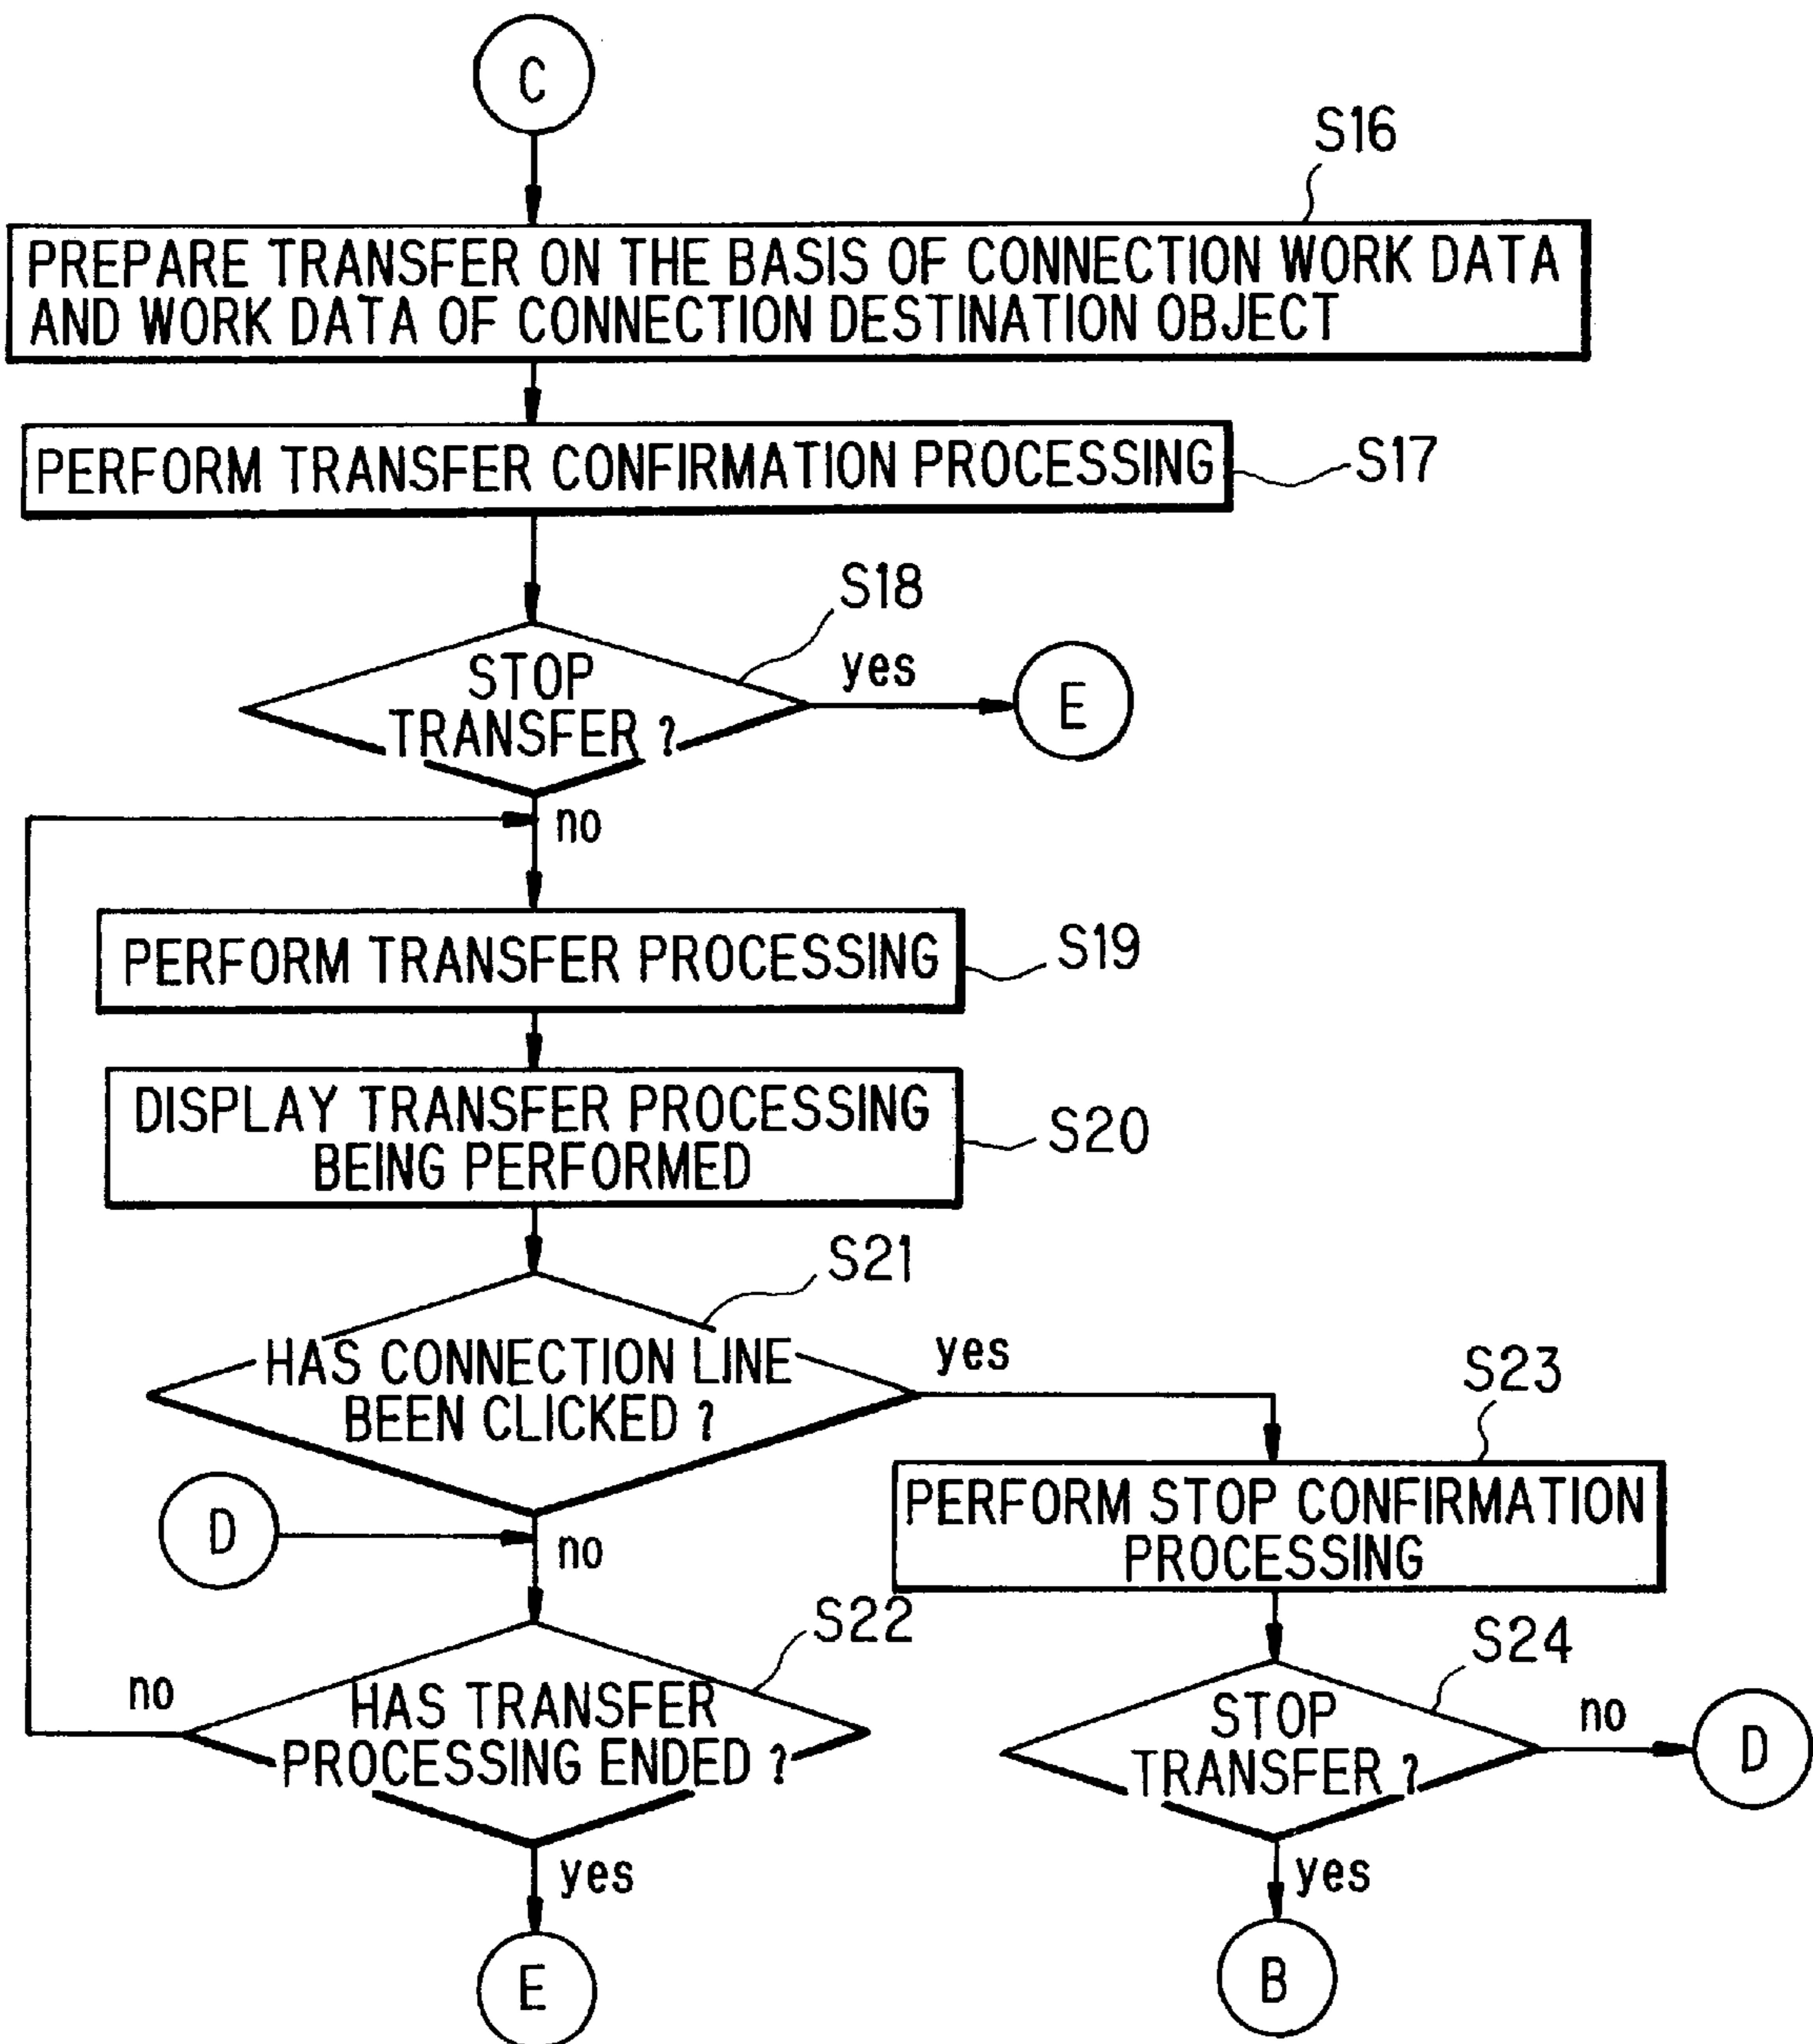 C
S16
PREPARE TRANSFER ON THE BASIS OF CONNECTION WORK DATA
AND WORK DATA OF CONNECTION DESTINATION OBJECT
PERFORM TRANSFER CONFIRMATION PROCESSING
S17
S18
STOP
TRANSFER ?
yes
E
no
PERFORM TRANSFER PROCESSING
S19
DISPLAY TRANSFER PROCESSING
BEING PERFORMED
S20
S21
HAS CONNECTION LINE
BEEN CLICKED ?
yes
D
no
S23
PERFORM STOP CONFIRMATION
PROCESSING
S22
HAS TRANSFER
PROCESSING ENDED ?
no
yes
E
S24
STOP
TRANSFER ?
no
D
yes
B